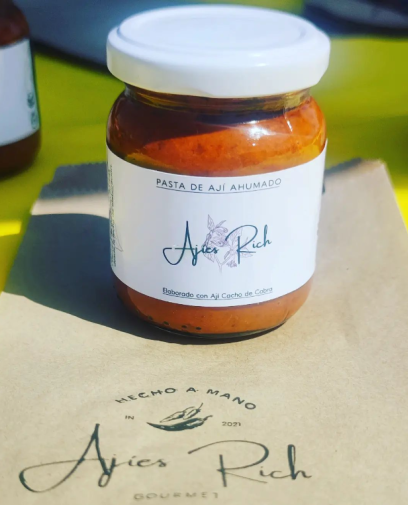 PASTA DE AJÍ AHUMADO
Ajíes Rich
Elaborado con Ají Cacho de Cabra
HECHO A MANO
IN 2021
Ajíes Rich
GOURMET